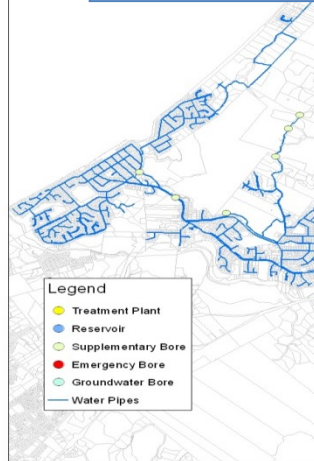 Legend
Treatment Plant
Reservoir
Supplementary Bore
Emergency Bore
Groundwater Bore
Water Pipes